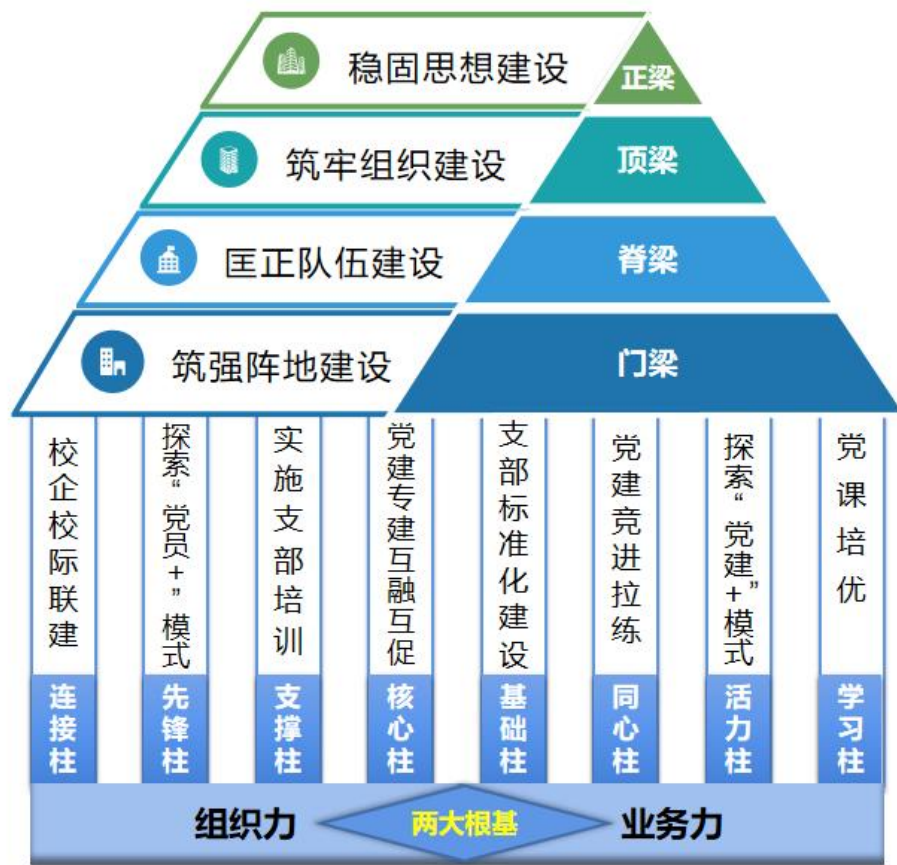 稳固思想建设
正梁
筑牢组织建设
顶梁
匡正队伍建设
脊梁
筑强阵地建设
门梁
校企校际联建
探索“党员+”模式
实施支部培训
党建专建互融互促
支部标准化建设
党建竞进拉练
探索“党建+”模式
党课培优
连接柱
先锋柱
支撑柱
核心柱
基础柱
同心柱
活力柱
学习柱
组织力
两大根基
业务力